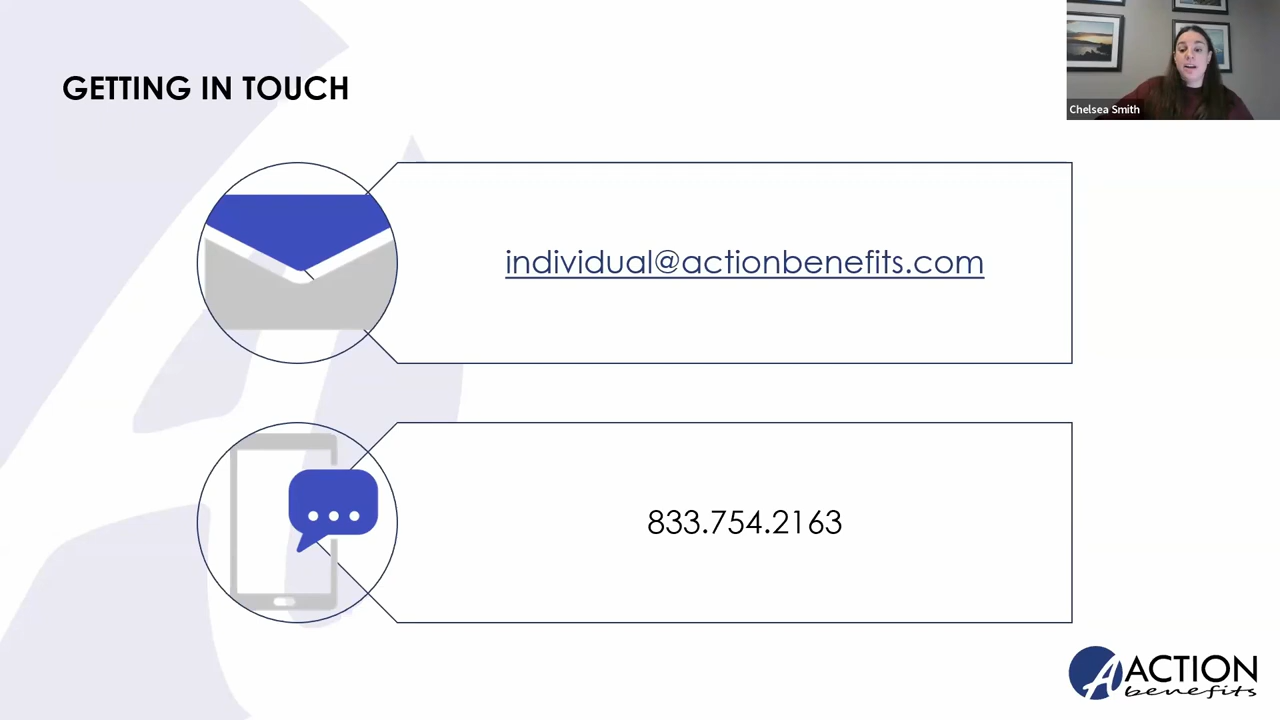 GETTING IN TOUCH
Chelsea Smith
individual@actionbenefits.com
833.754.2163
A ACTION
benefits